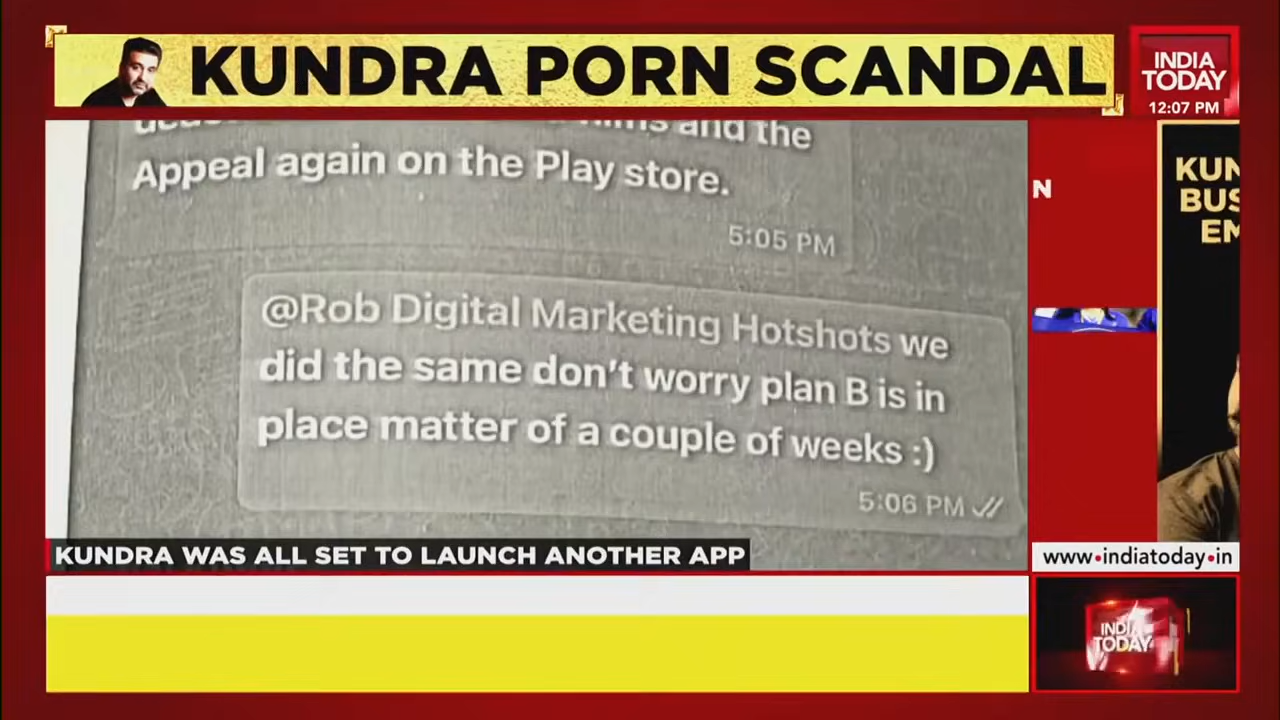 KUNDRA PORN SCANDAL
INDIA
TODAY
12:07 PM
and the
Appeal again on the Play store.
5:05 PM
@Rob Digital Marketing Hotshots we
did the same don't worry plan B is in
place matter of a couple of weeks :)
5:06 PM
KUNDRA WAS ALL SET TO LAUNCH ANOTHER APP
N
KUN
BUS
EM
www•indiatoday•in
INDIA
TODAY